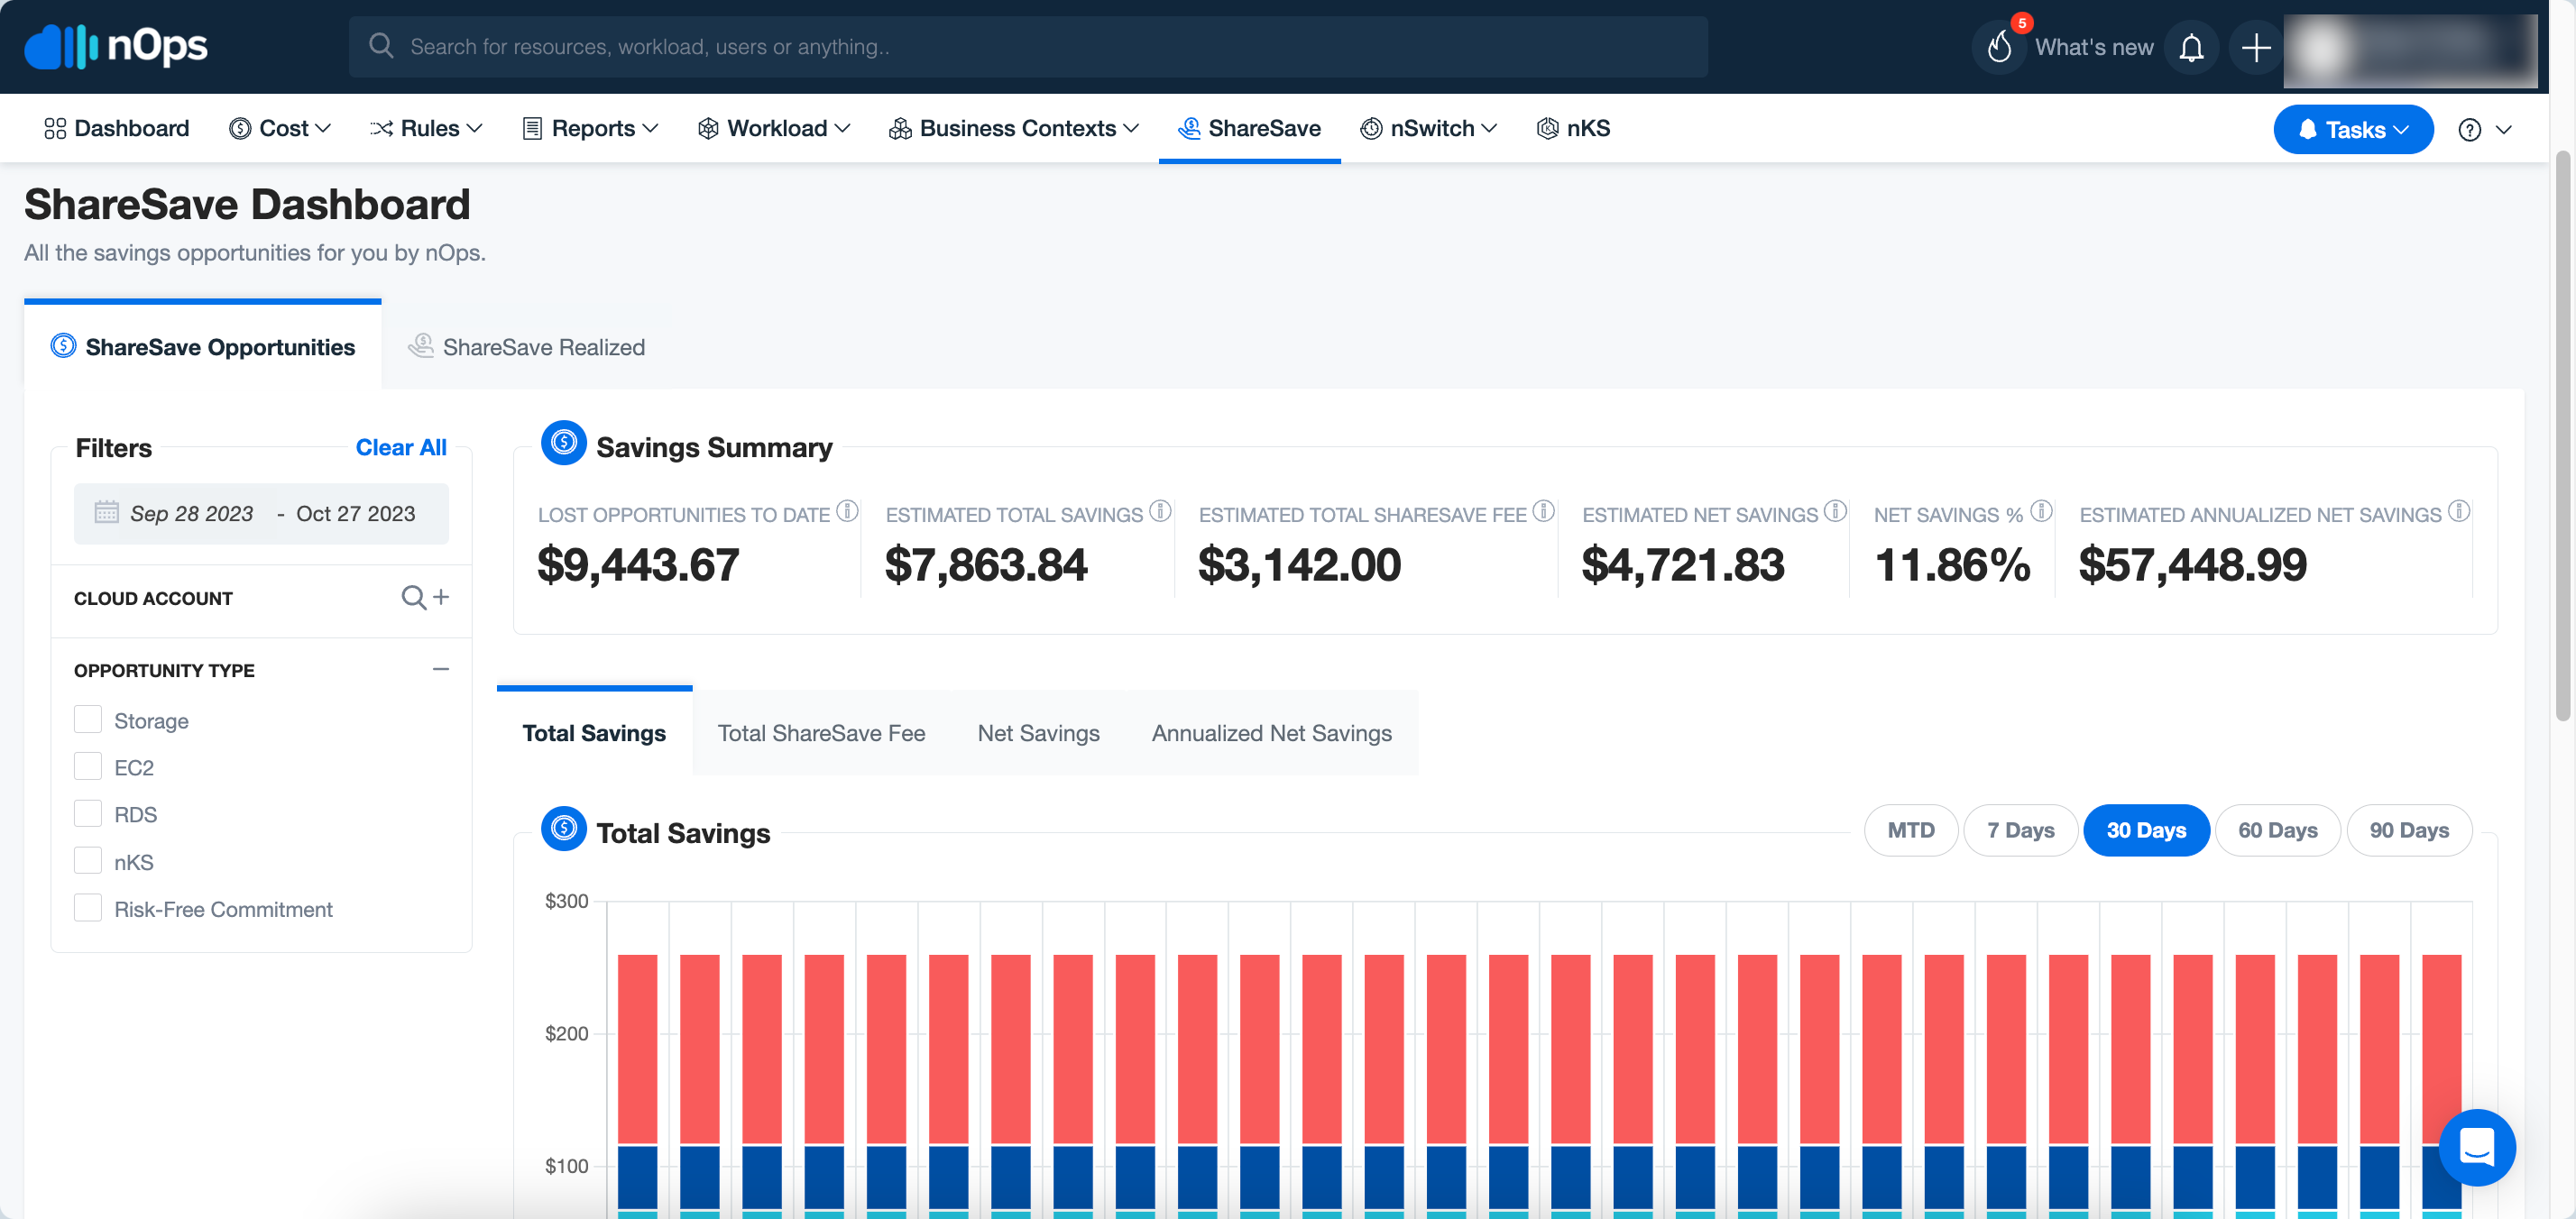 nOps
Search for resources, workload, users or anything..
5
What's new
Dashboard
Cost
Rules
Reports
Workload
Business Contexts
ShareSave
nSwitch
nKS
Tasks
ShareSave Dashboard
All the savings opportunities for you by nOps.
ShareSave Opportunities
ShareSave Realized
Filters
Clear All
Sep 28 2023 - Oct 27 2023
CLOUD ACCOUNT
OPPORTUNITY TYPE
Storage
EC2
RDS
nKS
Risk-Free Commitment
Savings Summary
LOST OPPORTUNITIES TO DATE
$9,443.67
ESTIMATED TOTAL SAVINGS
$7,863.84
ESTIMATED TOTAL SHARESAVE FEE
$3,142.00
ESTIMATED NET SAVINGS
$4,721.83
NET SAVINGS %
11.86%
ESTIMATED ANNUALIZED NET SAVINGS
$57,448.99
Total Savings
Total ShareSave Fee
Net Savings
Annualized Net Savings
Total Savings
MTD
7 Days
30 Days
60 Days
90 Days
$300
$200
$100